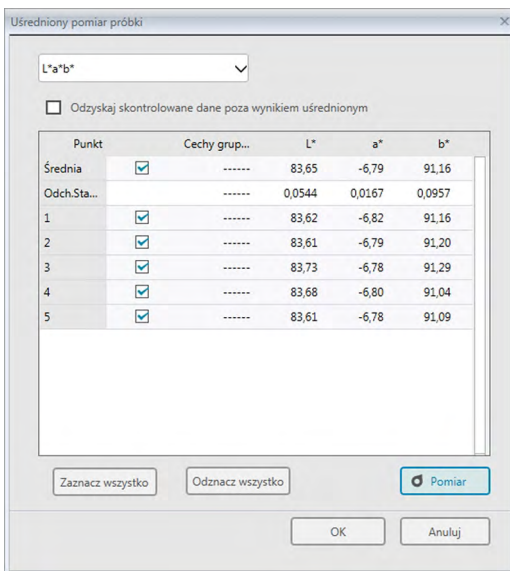 Uśredniony pomiar próbki
L*a*b*
Odzyskaj skontrolowane dane poza wynikiem uśrednionym
Punkt Cechy grup... L* a* b*
Średnia ------ 83,65 -6,79 91,16
Odch.Sta... ------ 0,0544 0,0167 0,0957
1 ------ 83,62 -6,82 91,16
2 ------ 83,61 -6,79 91,20
3 ------ 83,73 -6,78 91,29
4 ------ 83,68 -6,80 91,04
5 ------ 83,61 -6,78 91,09
Zaznacz wszystko Odznacz wszystko Pomiar
OK Anuluj